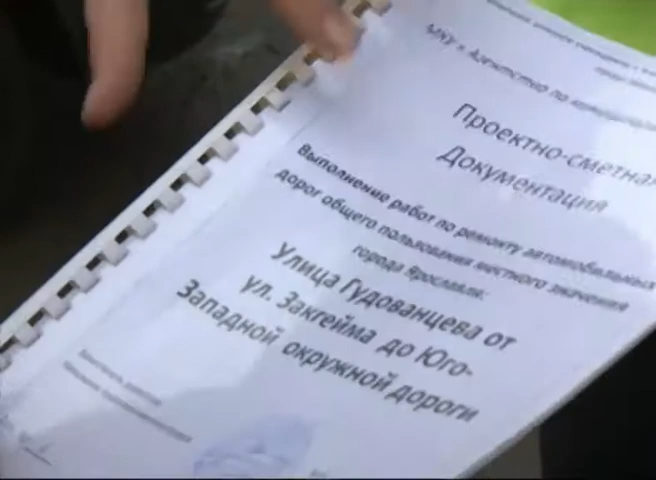 МКУ « Агентство по
Проектно-сметная
Документация
Выполнение работ по ремонту автомобильных
дорог общего пользования местного значения
города Ярославля:
Улица Гудованцева от
ул. Закгейма до Юго-
Западной окружной дороги